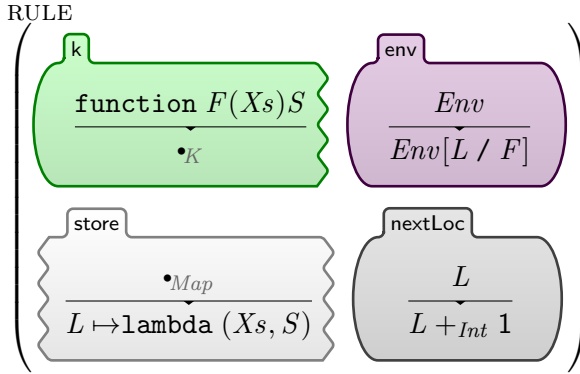 RULE
k
env
function F(Xs)S
Env
•K
Env[L / F]
store
nextLoc
•Map
L
L ↦lambda (Xs, S)
L +Int 1